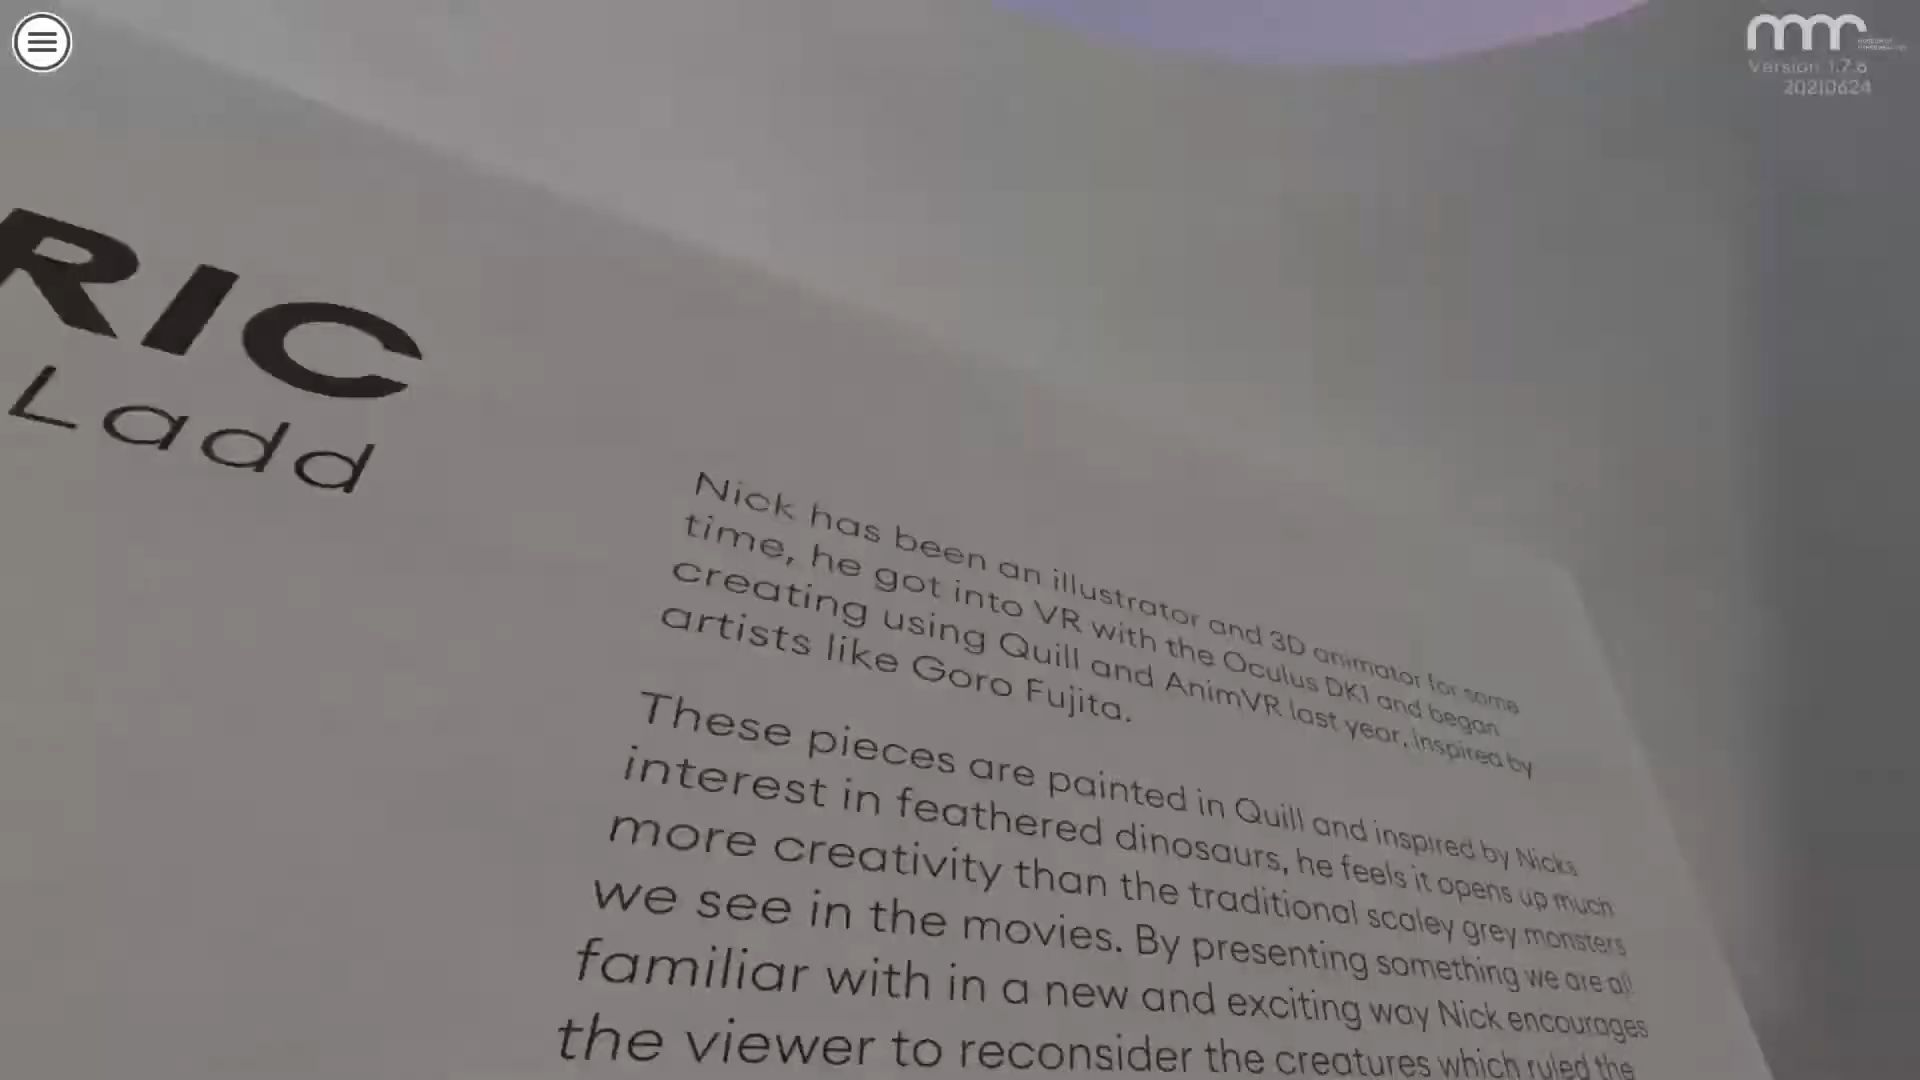 RIC
Ladd
Nick has been an illustrator and 3D animator for some
time, he got into VR with the Oculus DK1 and began
creating using Quill and AnimVR last year, inspired by
artists like Goro Fujita.
These pieces are painted in Quill and inspired by Nicks
interest in feathered dinosaurs, he feels it opens up much
more creativity than the traditional scaley grey monsters
we see in the movies. By presenting something we are all
familiar with in a new and exciting way Nick encourages
the viewer to reconsider the creatures which ruled the
Version 1.7.6
20210624